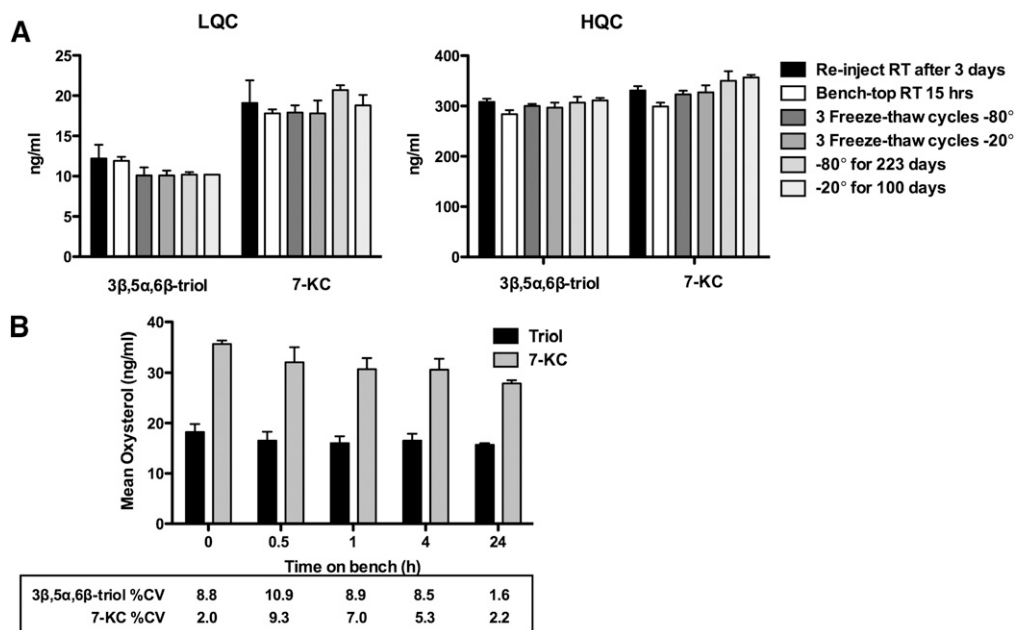 A
LQC
HQC
25
20
15
10
5
0
ng/ml
3β,5α,6β-triol
7-KC
400
300
200
100
0
ng/ml
3β,5α,6β-triol
7-KC
Re-inject RT after 3 days
Bench-top RT 15 hrs
3 Freeze-thaw cycles -80°
3 Freeze-thaw cycles -20°
-80° for 223 days
-20° for 100 days
B
40
30
20
10
0
Mean Oxysterol (ng/ml)
Triol
7-KC
0 0.5 1 4 24
Time on bench (h)
3β,5α,6β-triol %CV 8.8 10.9 8.9 8.5 1.6
7-KC %CV 2.0 9.3 7.0 5.3 2.2